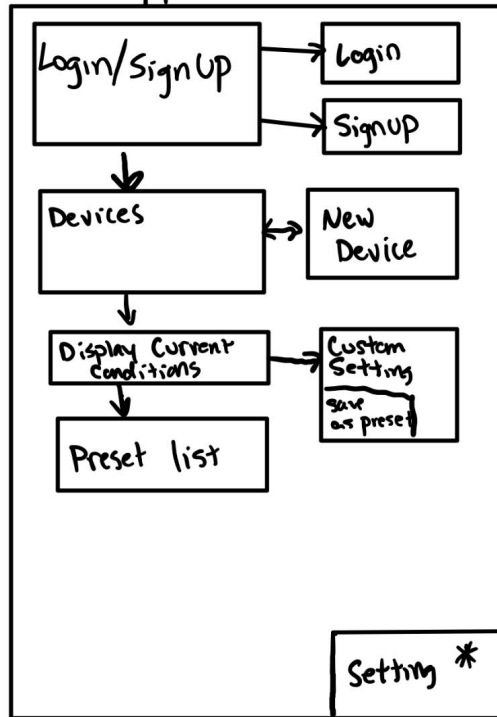 Login/SignUp
Login
Signup
Devices
New
Device
Display Current
Conditions
Custom
Setting
save
as preset
Preset list
Setting *